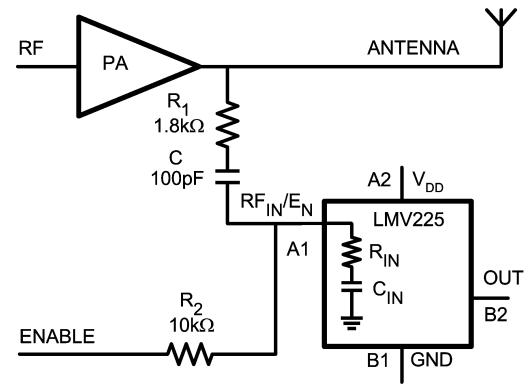 RF
PA
ANTENNA
R1
1.8kΩ
C
100pF
RFIN/EN
A1
A2
VDD
LMV225
RIN
CIN
OUT
B2
R2
10kΩ
ENABLE
B1
GND